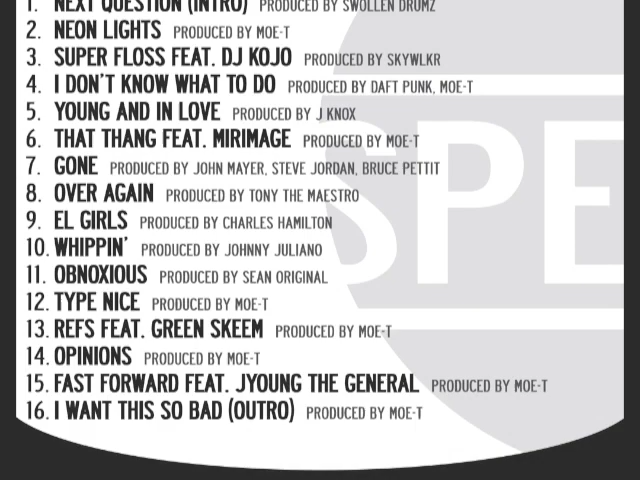 1. NEXT QUESTION (INTRO) PRODUCED BY SWOLLEN DRUMZ
2. NEON LIGHTS PRODUCED BY MOE-T
3. SUPER FLOSS FEAT. DJ KOJO PRODUCED BY SKYWLKR
4. I DON'T KNOW WHAT TO DO PRODUCED BY DAFT PUNK, MOE-T
5. YOUNG AND IN LOVE PRODUCED BY J KNOX
6. THAT THANG FEAT. MIRIMAGE PRODUCED BY MOE-T
7. GONE PRODUCED BY JOHN MAYER, STEVE JORDAN, BRUCE PETTIT
8. OVER AGAIN PRODUCED BY TONY THE MAESTRO
9. EL GIRLS PRODUCED BY CHARLES HAMILTON
10. WHIPPIN' PRODUCED BY JOHNNY JULIANO
11. OBNOXIOUS PRODUCED BY SEAN ORIGINAL
12. TYPE NICE PRODUCED BY MOE-T
13. REFS FEAT. GREEN SKEEM PRODUCED BY MOE-T
14. OPINIONS PRODUCED BY MOE-T
15. FAST FORWARD FEAT. JYOUNG THE GENERAL PRODUCED BY MOE-T
16. I WANT THIS SO BAD (OUTRO) PRODUCED BY MOE-T
SPE